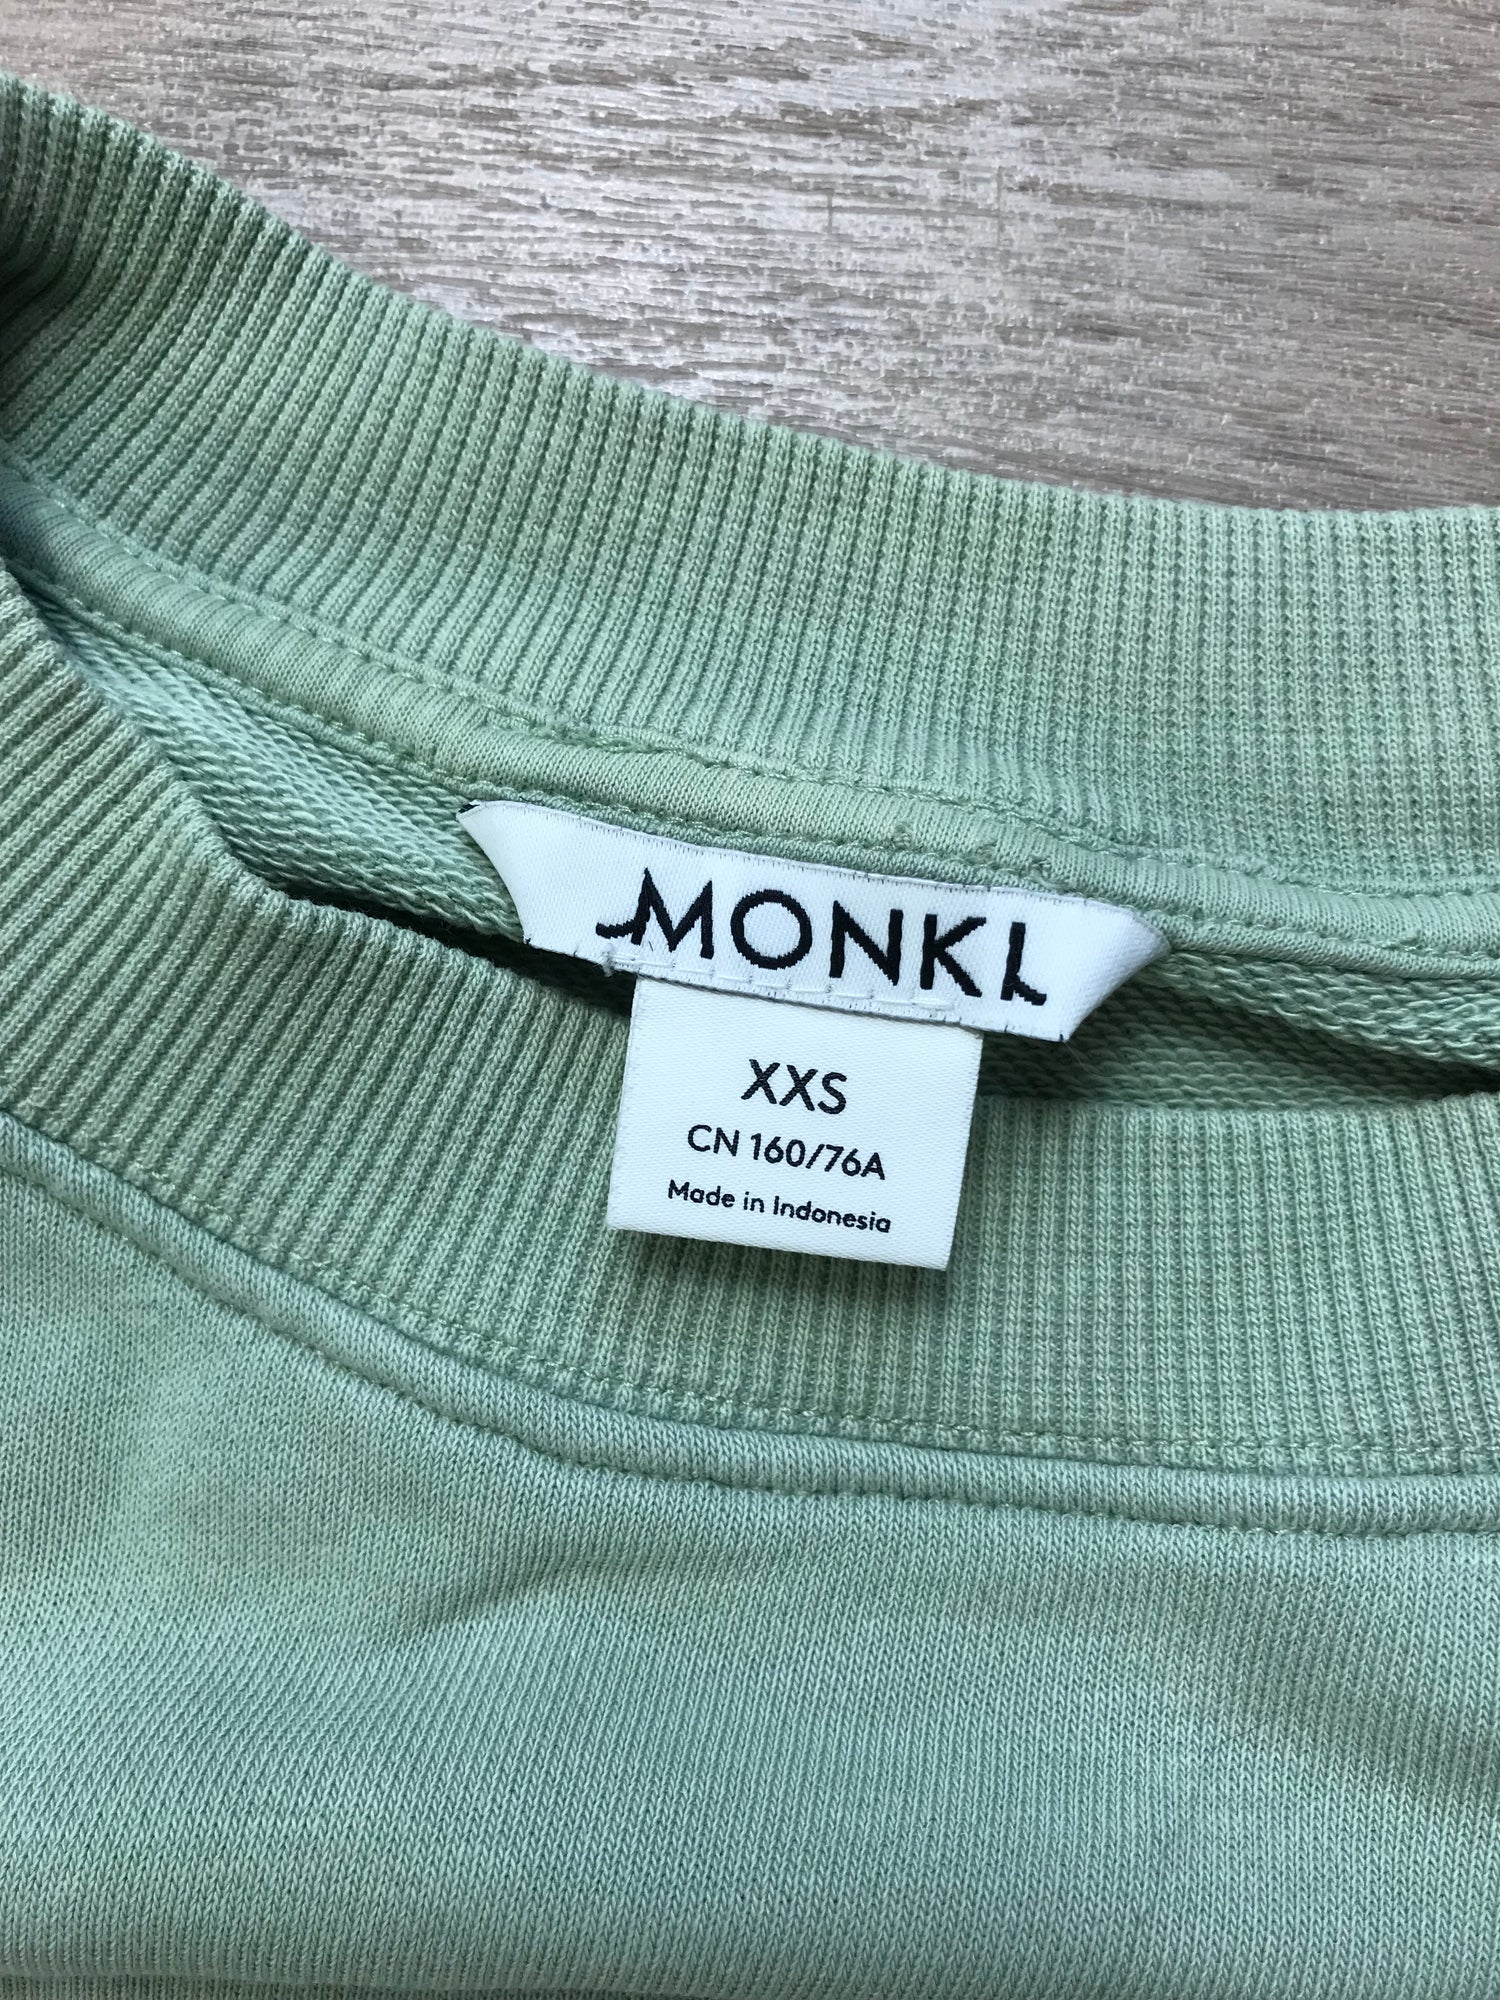 MONKI
XXS
CN 160/76A
Made in Indonesia